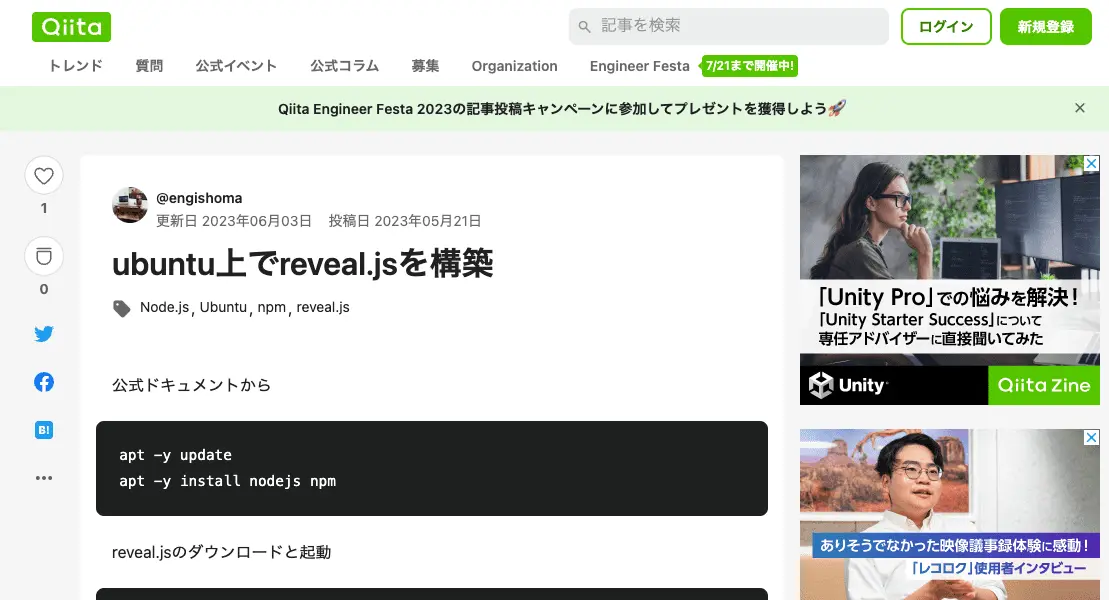 Qiita
記事を検索
ログイン
新規登録
トレンド 質問 公式イベント 公式コラム 募集 Organization Engineer Festa 7/21まで開催中!
Qiita Engineer Festa 2023の記事投稿キャンペーンに参加してプレゼントを獲得しよう🚀
1
0
B!
@engishoma
更新日 2023年06月03日 投稿日 2023年05月21日
ubuntu上でreveal.jsを構築
Node.js, Ubuntu, npm, reveal.js
公式ドキュメントから
apt -y update
apt -y install nodejs npm
reveal.jsのダウンロードと起動
「Unity Pro」での悩みを解決!
「Unity Starter Success」について
専任アドバイザーに直接聞いてみた
Unity
Qiita Zine
ありそうでなかった映像議事録体験に感動!
「レコロク」使用者インタビュー